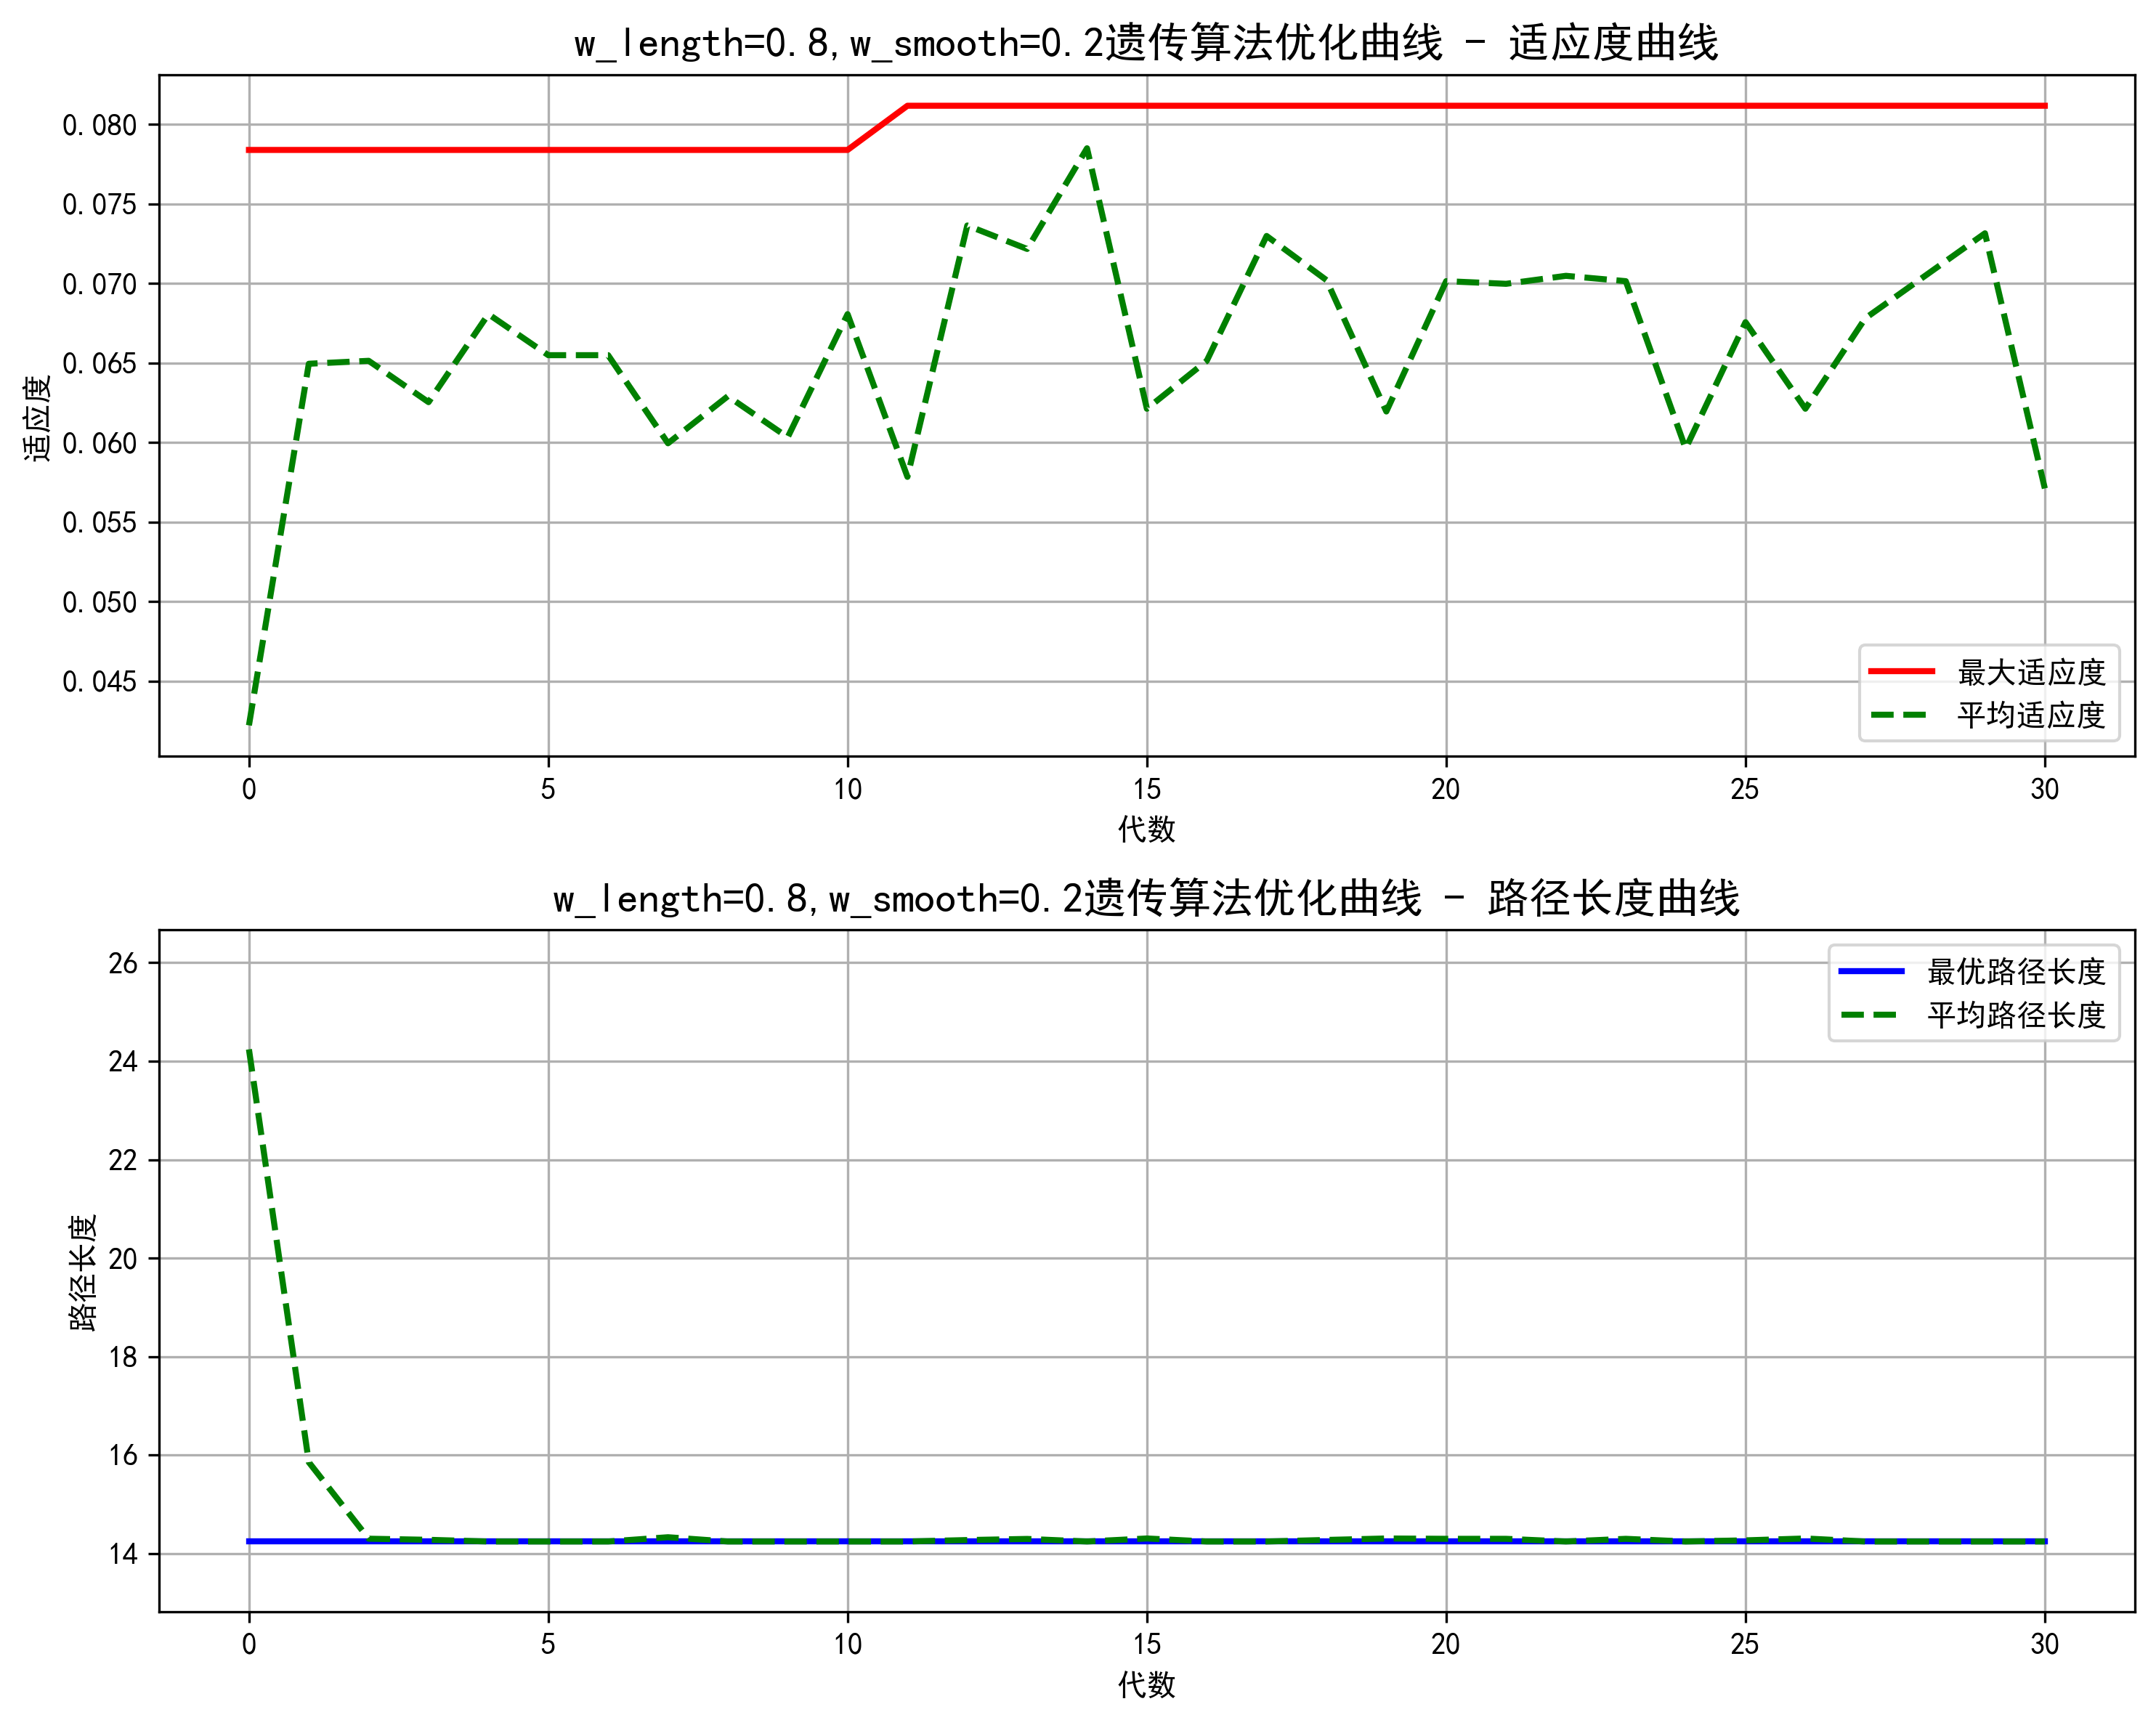 w_length=0.8,w_smooth=0.2遗传算法优化曲线 - 适应度曲线
0.080
0.075
0.070
0.065
0.060
0.055
0.050
0.045
适应度
最大适应度
平均适应度
0 5 10 15 20 25 30
代数
w_length=0.8,w_smooth=0.2遗传算法优化曲线 - 路径长度曲线
26
24
22
20
18
16
14
路径长度
最优路径长度
平均路径长度
0 5 10 15 20 25 30
代数